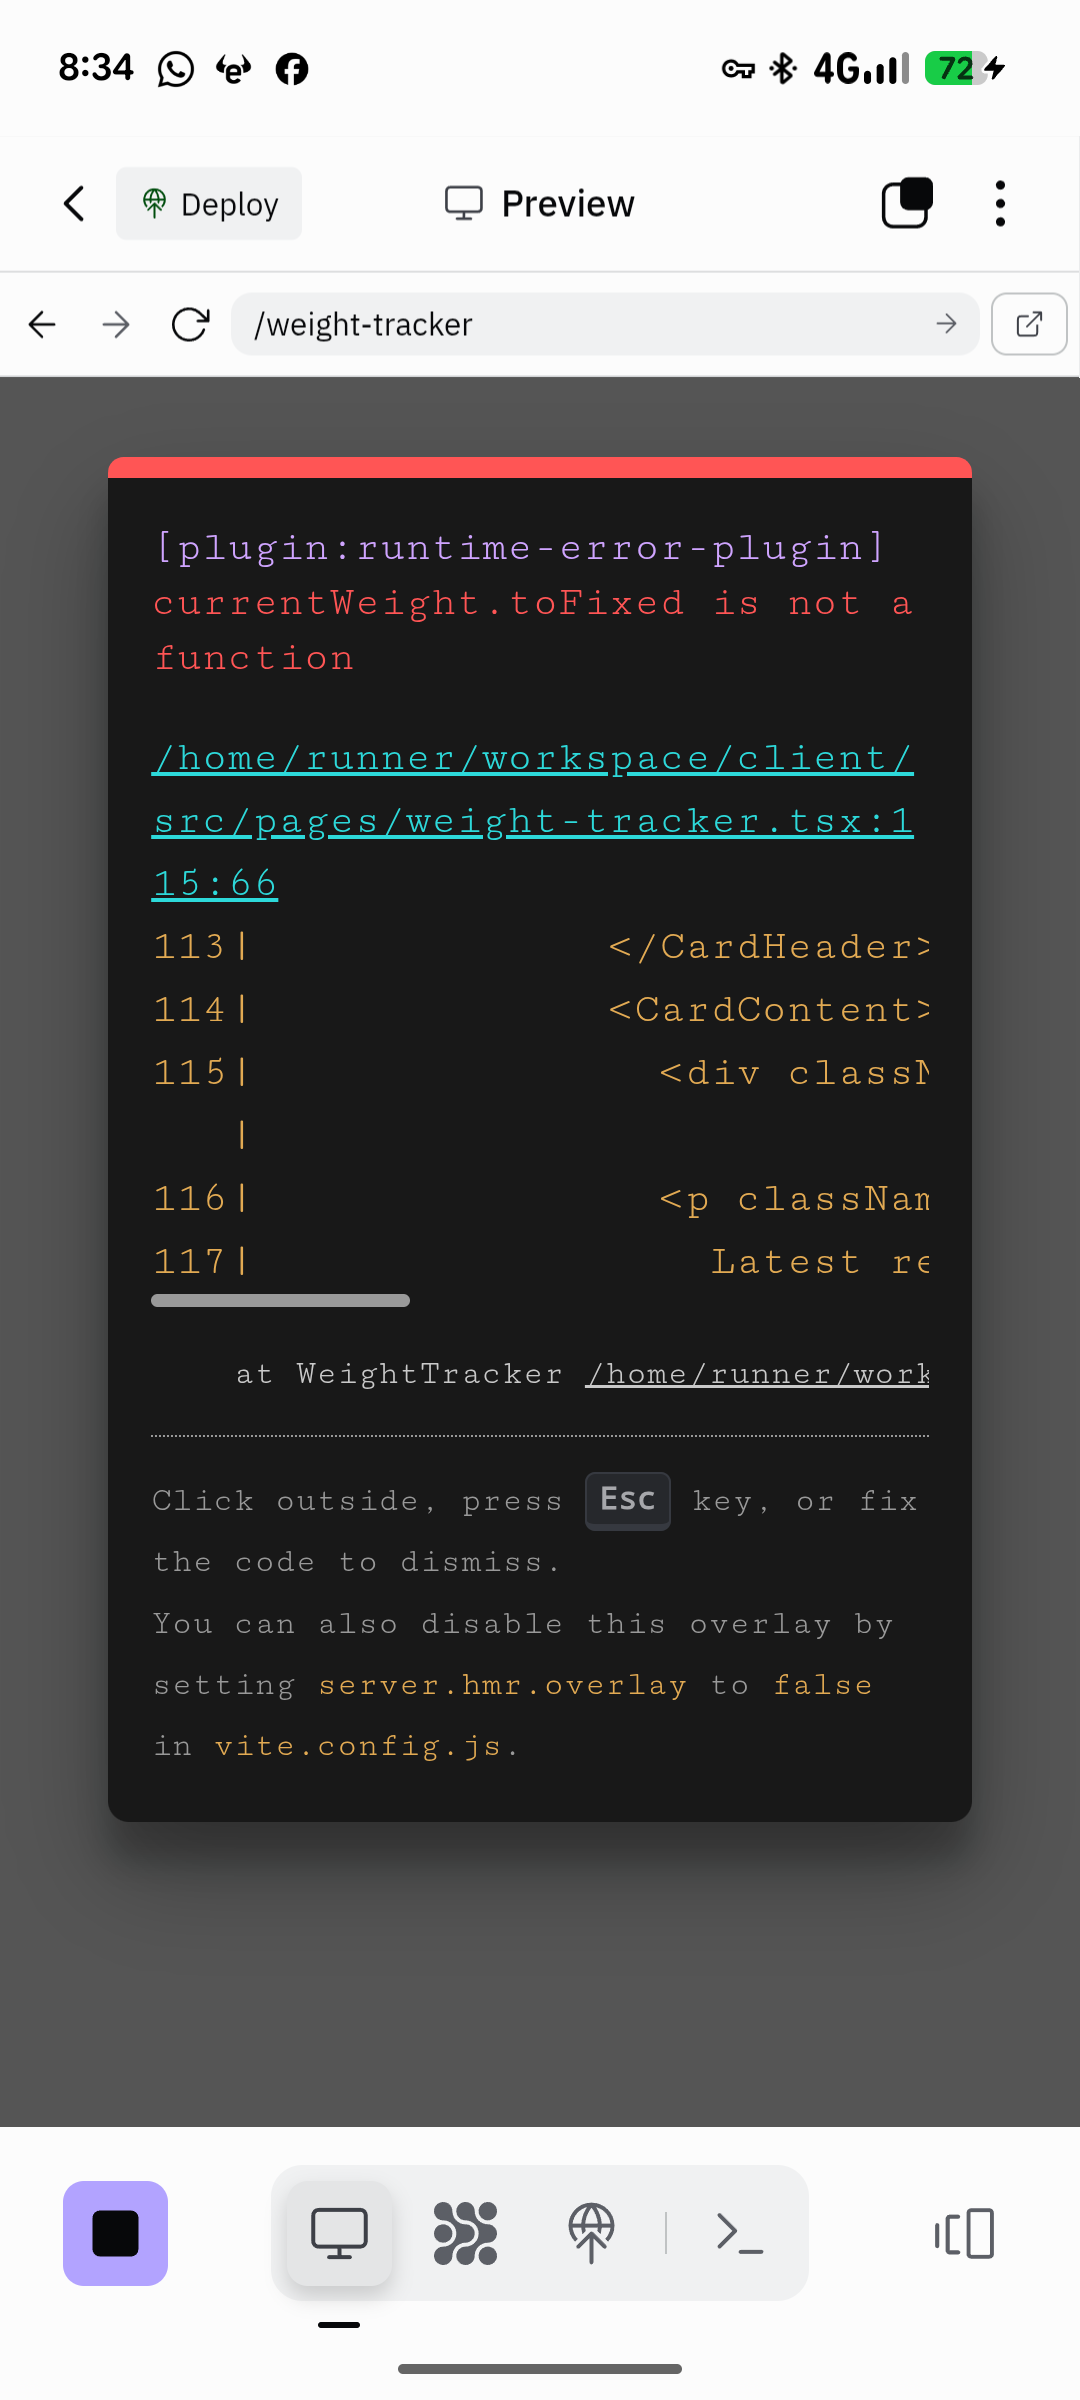 8:34
4G
72
Deploy
Preview
/weight-tracker
[plugin:runtime-error-plugin]
currentWeight.toFixed is not a
function
/home/runner/workspace/client/
src/pages/weight-tracker.tsx:1
15:66
113| </CardHeader>
114| <CardContent>
115| <div classN
|
116| <p classNam
117| Latest re
at WeightTracker /home/runner/work
Click outside, press Esc key, or fix
the code to dismiss.
You can also disable this overlay by
setting server.hmr.overlay to false
in vite.config.js.